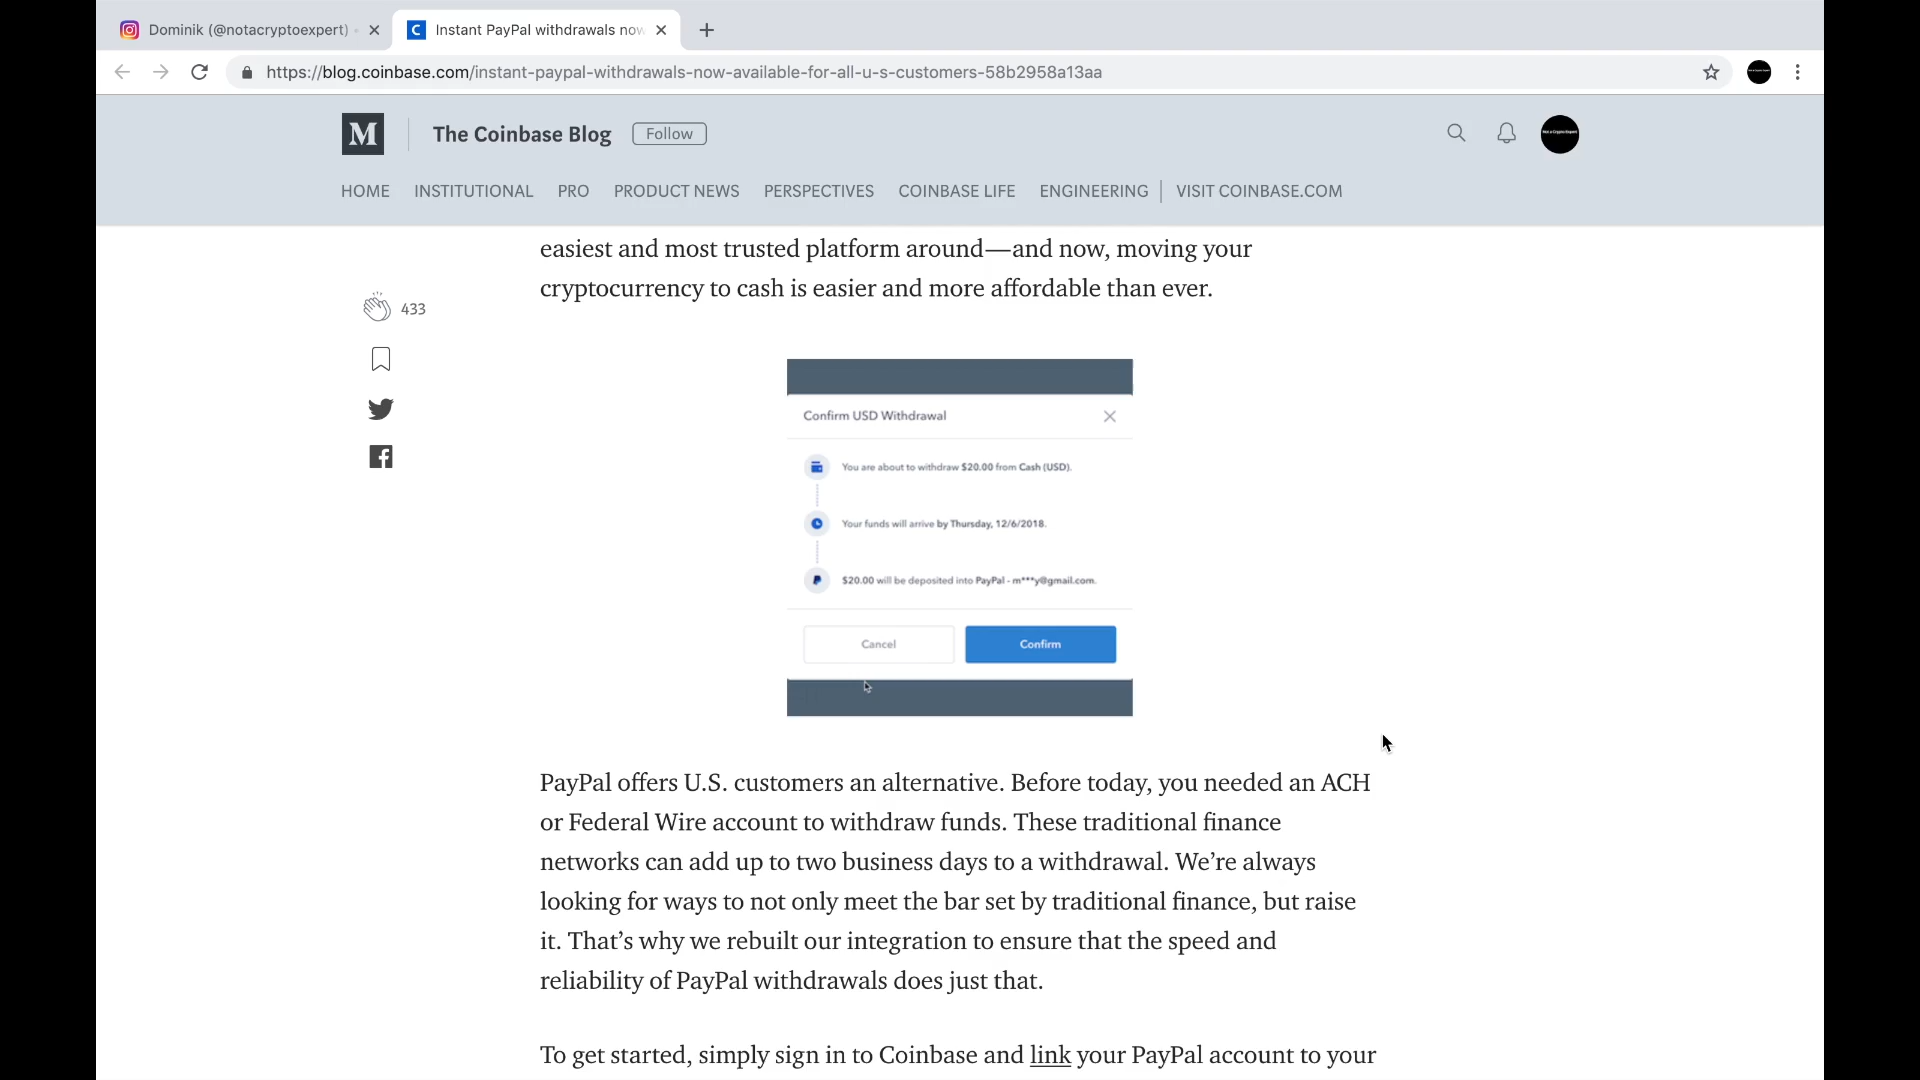 Dominik (@notacryptoexpert)
Instant PayPal withdrawals now
https://blog.coinbase.com/instant-paypal-withdrawals-now-available-for-all-u-s-customers-58b2958a13aa
M
The Coinbase Blog
Follow
HOME INSTITUTIONAL PRO PRODUCT NEWS PERSPECTIVES COINBASE LIFE ENGINEERING VISIT COINBASE.COM
easiest and most trusted platform around—and now, moving your
cryptocurrency to cash is easier and more affordable than ever.
433
Confirm USD Withdrawal
You are about to withdraw $20.00 from Cash (USD).
Your funds will arrive by Thursday, 12/6/2018.
$20.00 will be deposited into PayPal - m***y@gmail.com.
Cancel
Confirm
PayPal offers U.S. customers an alternative. Before today, you needed an ACH
or Federal Wire account to withdraw funds. These traditional finance
networks can add up to two business days to a withdrawal. We’re always
looking for ways to not only meet the bar set by traditional finance, but raise
it. That’s why we rebuilt our integration to ensure that the speed and
reliability of PayPal withdrawals does just that.
To get started, simply sign in to Coinbase and link your PayPal account to your